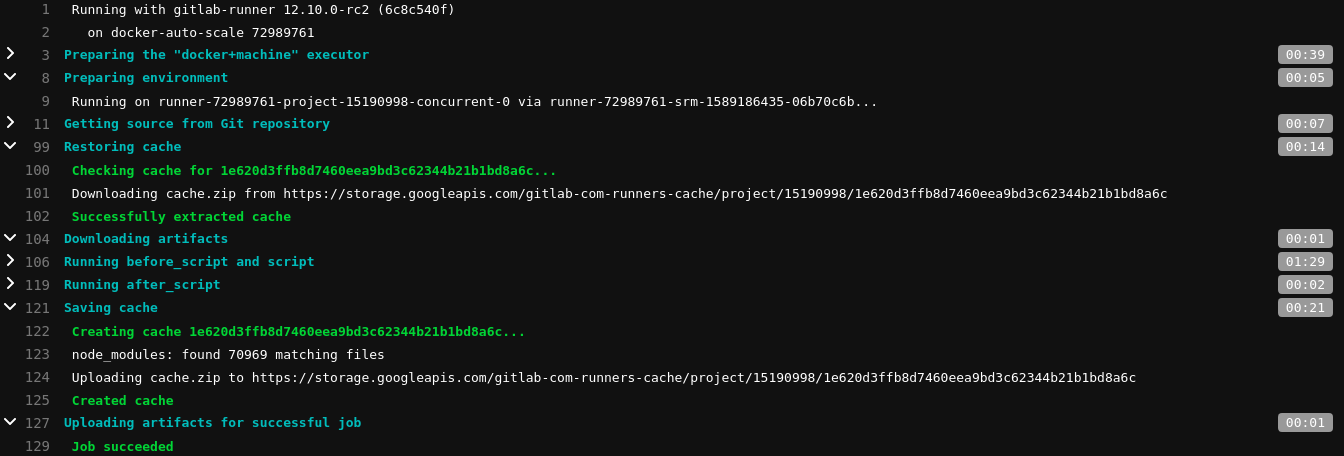 1 Running with gitlab-runner 12.10.0-rc2 (6c8c540f)
2 on docker-auto-scale 72989761
3 Preparing the "docker+machine" executor 00:39
8 Preparing environment 00:05
9 Running on runner-72989761-project-15190998-concurrent-0 via runner-72989761-srm-1589186435-06b70c6b...
11 Getting source from Git repository 00:07
99 Restoring cache 00:14
100 Checking cache for 1e620d3ffb8d7460eea9bd3c62344b21b1bd8a6c...
101 Downloading cache.zip from https://storage.googleapis.com/gitlab-com-runners-cache/project/15190998/1e620d3ffb8d7460eea9bd3c62344b21b1bd8a6c
102 Successfully extracted cache
104 Downloading artifacts 00:01
106 Running before_script and script 01:29
119 Running after_script 00:02
121 Saving cache 00:21
122 Creating cache 1e620d3ffb8d7460eea9bd3c62344b21b1bd8a6c...
123 node_modules: found 70969 matching files
124 Uploading cache.zip to https://storage.googleapis.com/gitlab-com-runners-cache/project/15190998/1e620d3ffb8d7460eea9bd3c62344b21b1bd8a6c
125 Created cache
127 Uploading artifacts for successful job 00:01
129 Job succeeded